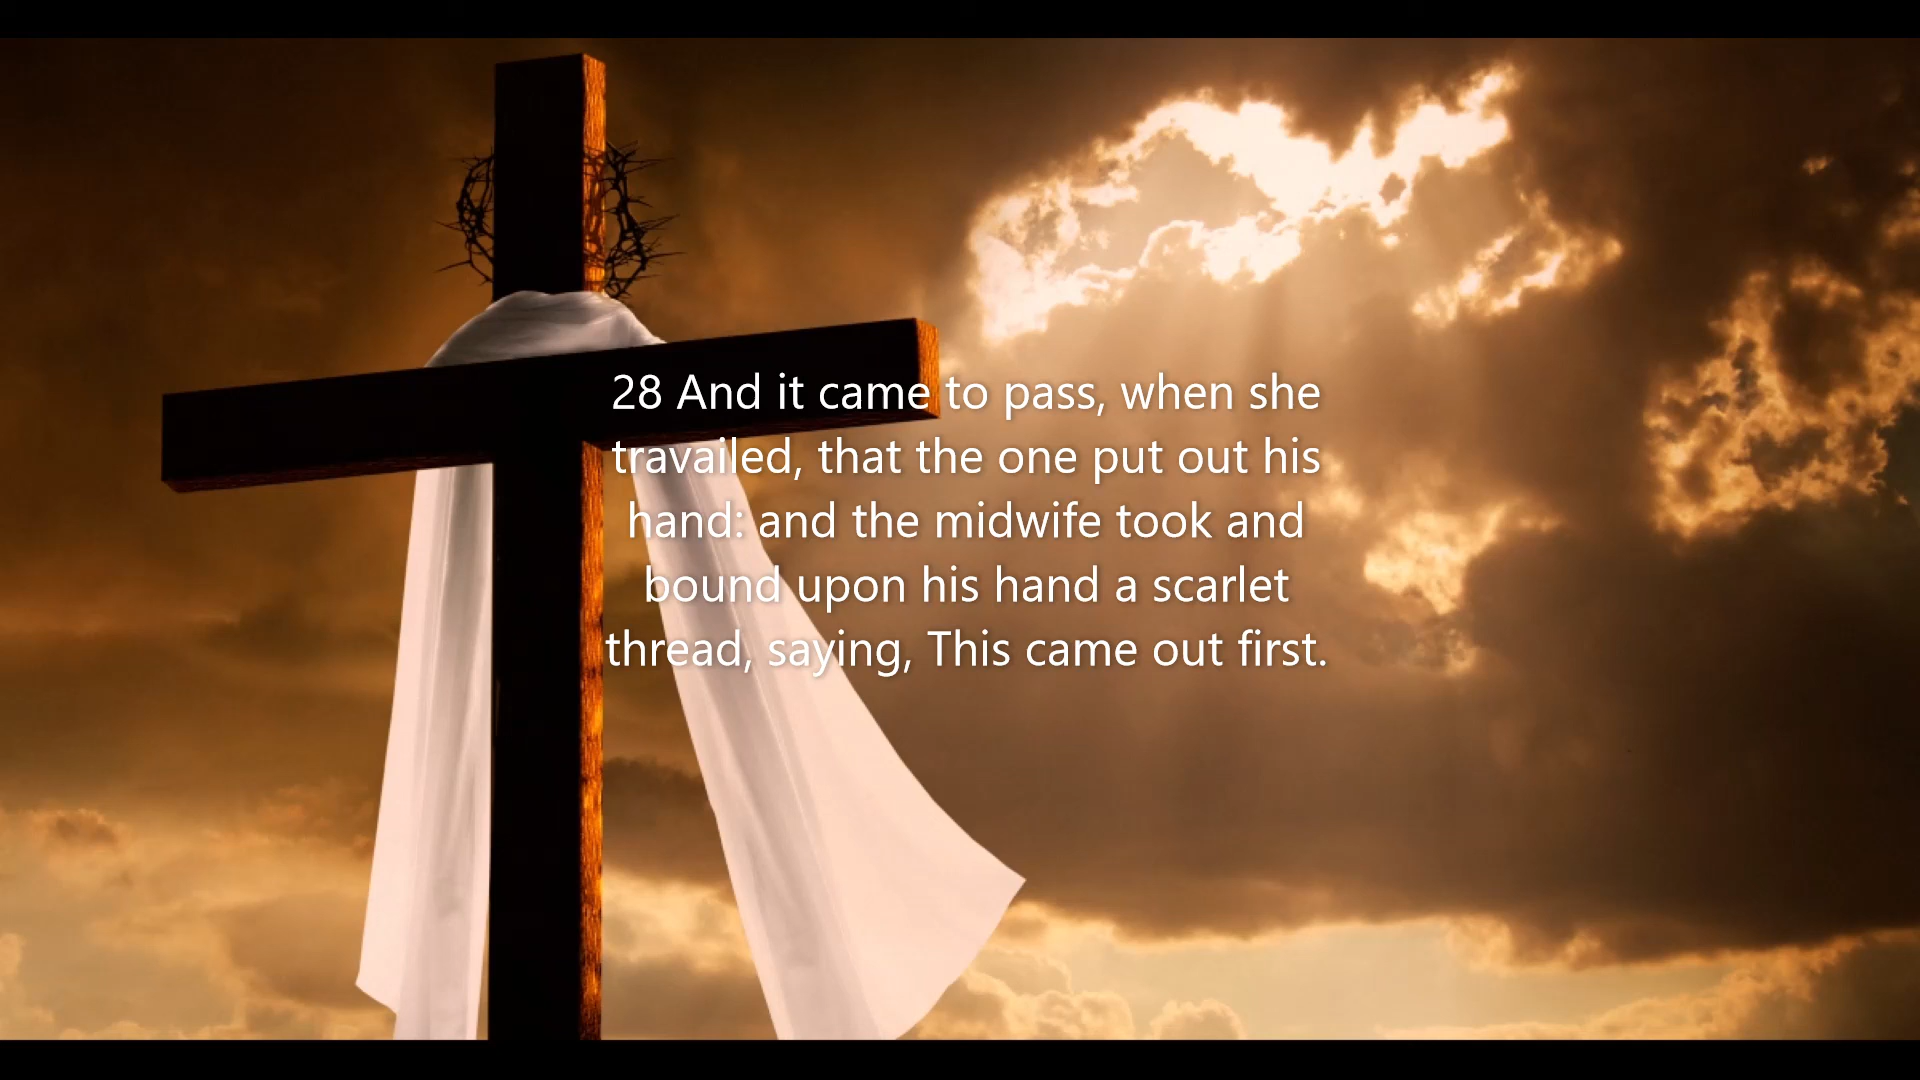 28 And it came to pass, when she
travailed, that the one put out his
hand: and the midwife took and
bound upon his hand a scarlet
thread, saying, This came out first.